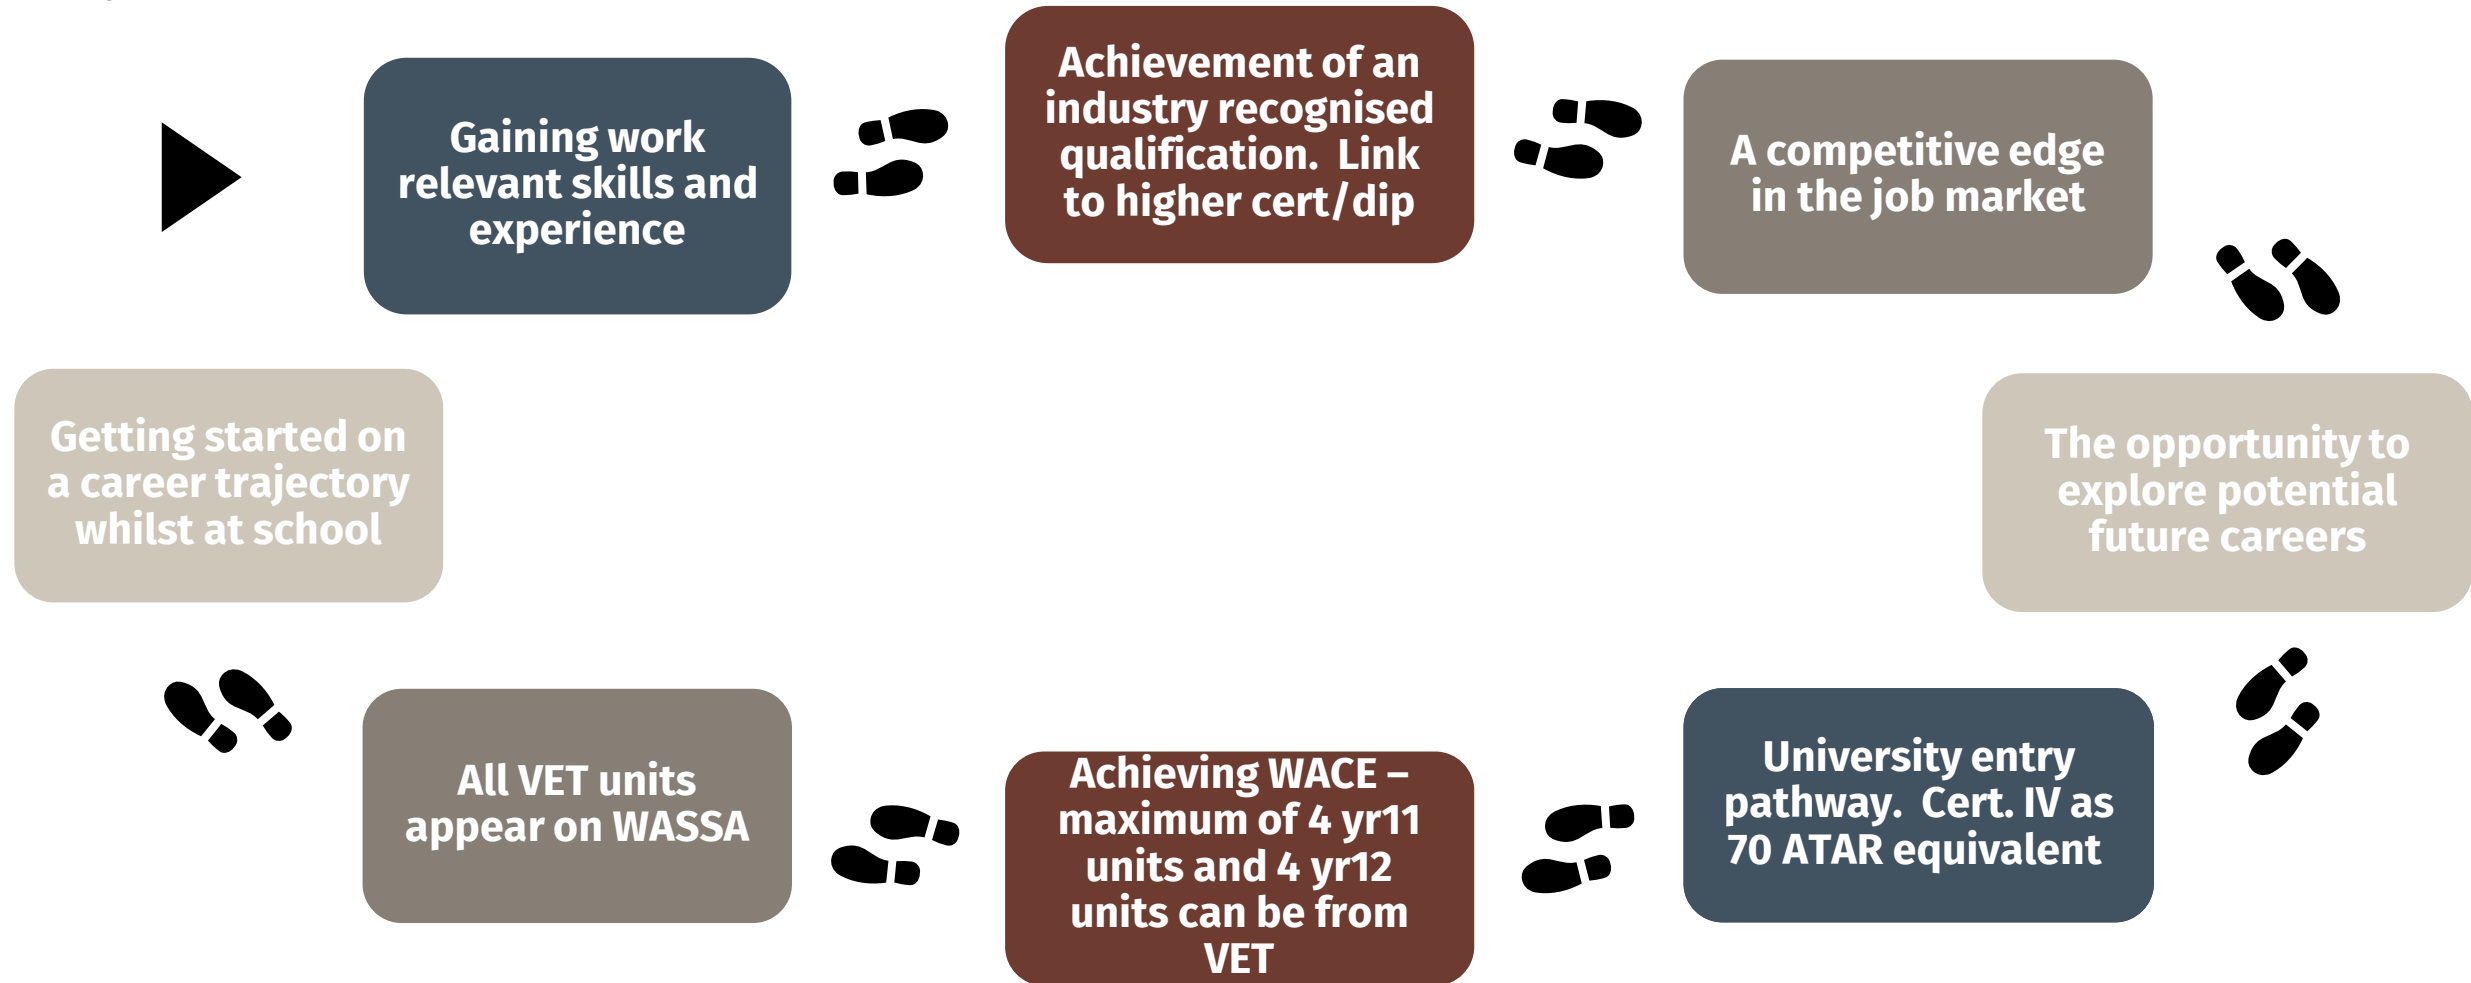 Gaining work
relevant skills and
experience
Achievement of an
industry recognised
qualification.  Link
to higher cert/dip
A competitive edge
in the job market
The opportunity to
explore potential
future careers
University entry
pathway.  Cert. IV as
70 ATAR equivalent
Achieving WACE –
maximum of 4 yr11
units and 4 yr12
units can be from
VET
All VET units
appear on WASSA
Getting started on
a career trajectory
whilst at school